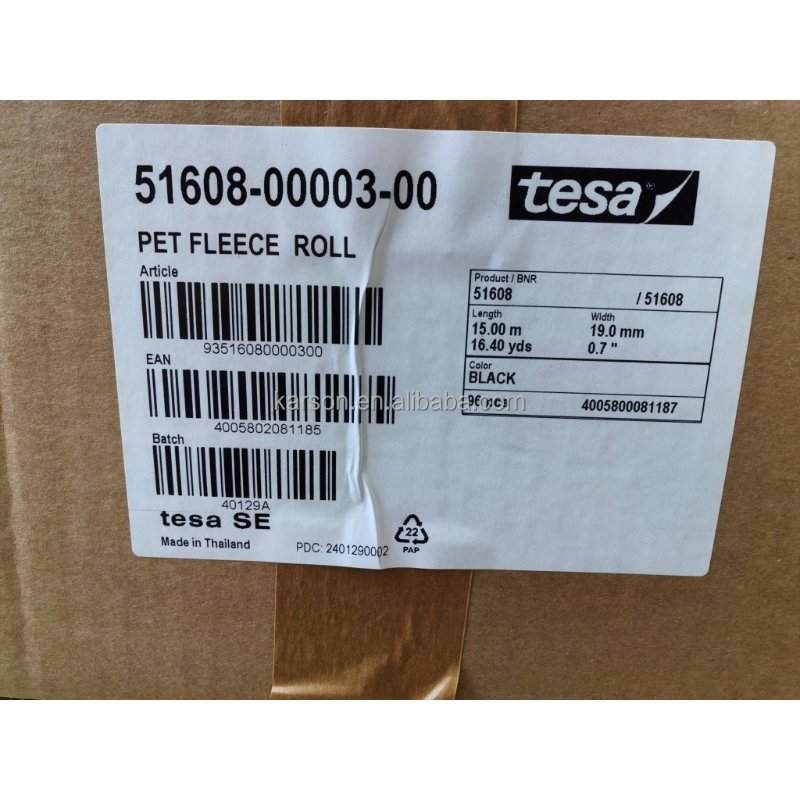 51608-00003-00
tesa®
PET FLEECE ROLL
Article
93516080000300
EAN
4005802081185
Batch
40129A
tesa SE
Made in Thailand
PDC: 2401290002
22
PAP
Product / BNR
51608 / 51608
Length Width
15.00 m 19.0 mm
16.40 yds 0.7 "
Color
BLACK
96 pcs 4005800081187
karson.en.alibaba.com